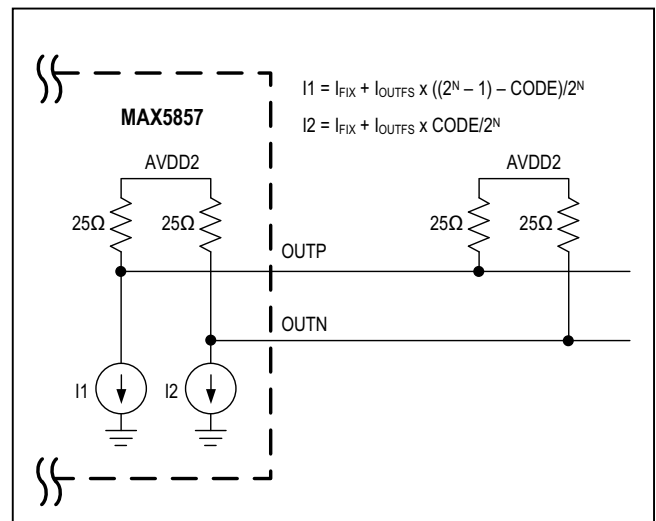 I1 = IFIX + IOUTFS x ((2ᴺ – 1) – CODE)/2ᴺ
MAX5857
I2 = IFIX + IOUTFS x CODE/2ᴺ
AVDD2
AVDD2
25Ω
25Ω
25Ω
25Ω
OUTP
OUTN
I1
I2